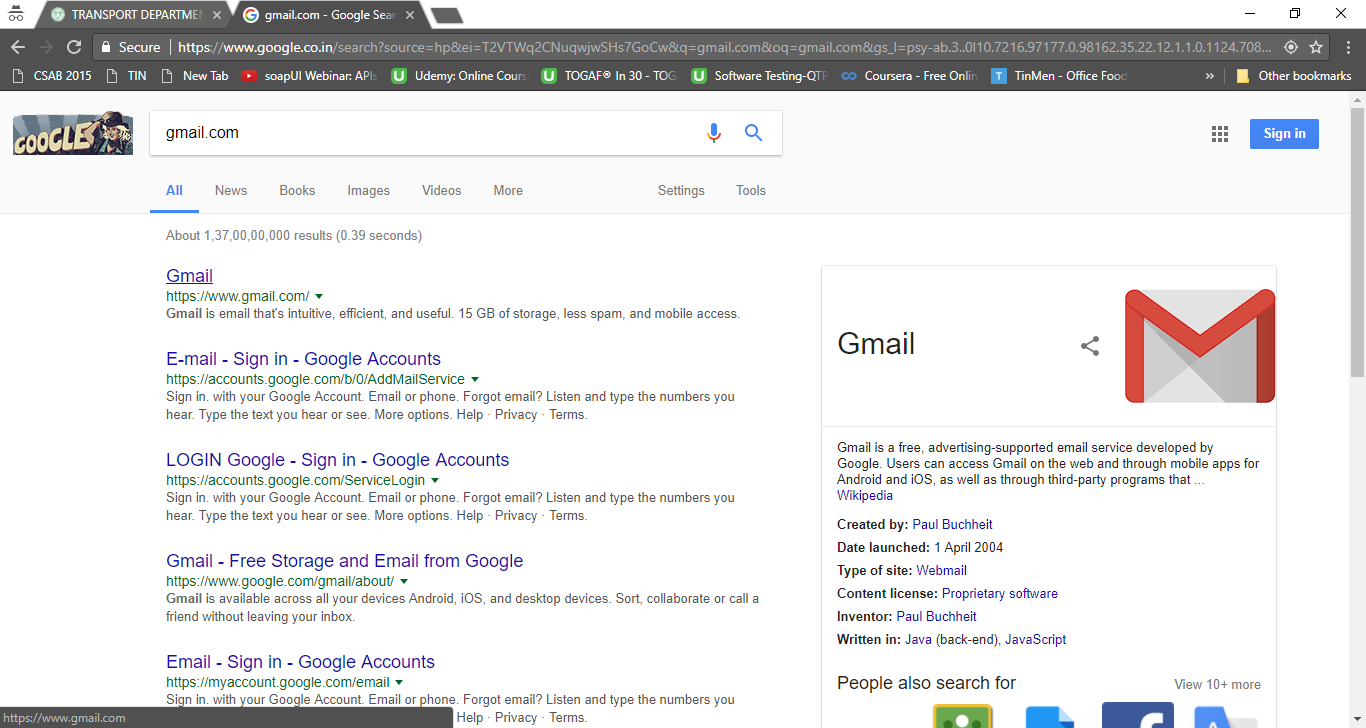 TRANSPORT DEPARTMEN
gmail.com - Google Sear
Secure
https://www.google.co.in/search?source=hp&ei=T2VTWq2CNuqwjwSHs7GoCw&q=gmail.com&oq=gmail.com&gs_l=psy-ab.3..0l10.7216.97177.0.98162.35.22.12.1.1.0.1124.708...
CSAB 2015
TIN
New Tab
soapUI Webinar: APIs
Udemy: Online Cours
TOGAF® In 30 - TOG
Software Testing-QTP
Coursera - Free Onlin
TinMen - Office Food
»
Other bookmarks
GOOGLE
gmail.com
Sign in
All
News
Books
Images
Videos
More
Settings
Tools
About 1,37,00,00,000 results (0.39 seconds)
Gmail
https://www.gmail.com/
Gmail is email that's intuitive, efficient, and useful. 15 GB of storage, less spam, and mobile access.
E-mail - Sign in - Google Accounts
https://accounts.google.com/b/0/AddMailService
Sign in. with your Google Account. Email or phone. Forgot email? Listen and type the numbers you
hear. Type the text you hear or see. More options. Help · Privacy · Terms.
LOGIN Google - Sign in - Google Accounts
https://accounts.google.com/ServiceLogin
Sign in. with your Google Account. Email or phone. Forgot email? Listen and type the numbers you
hear. Type the text you hear or see. More options. Help · Privacy · Terms.
Gmail - Free Storage and Email from Google
https://www.google.com/gmail/about/
Gmail is available across all your devices Android, iOS, and desktop devices. Sort, collaborate or call a
friend without leaving your inbox.
Email - Sign in - Google Accounts
https://myaccount.google.com/email
Sign in. with your Google Account. Email or phone. Forgot email? Listen and type the numbers you
Help · Privacy · Terms.
https://www.gmail.com
Gmail
Gmail is a free, advertising-supported email service developed by
Google. Users can access Gmail on the web and through mobile apps for
Android and iOS, as well as through third-party programs that ...
Wikipedia
Created by: Paul Buchheit
Date launched: 1 April 2004
Type of site: Webmail
Content license: Proprietary software
Inventor: Paul Buchheit
Written in: Java (back-end), JavaScript
People also search for
View 10+ more